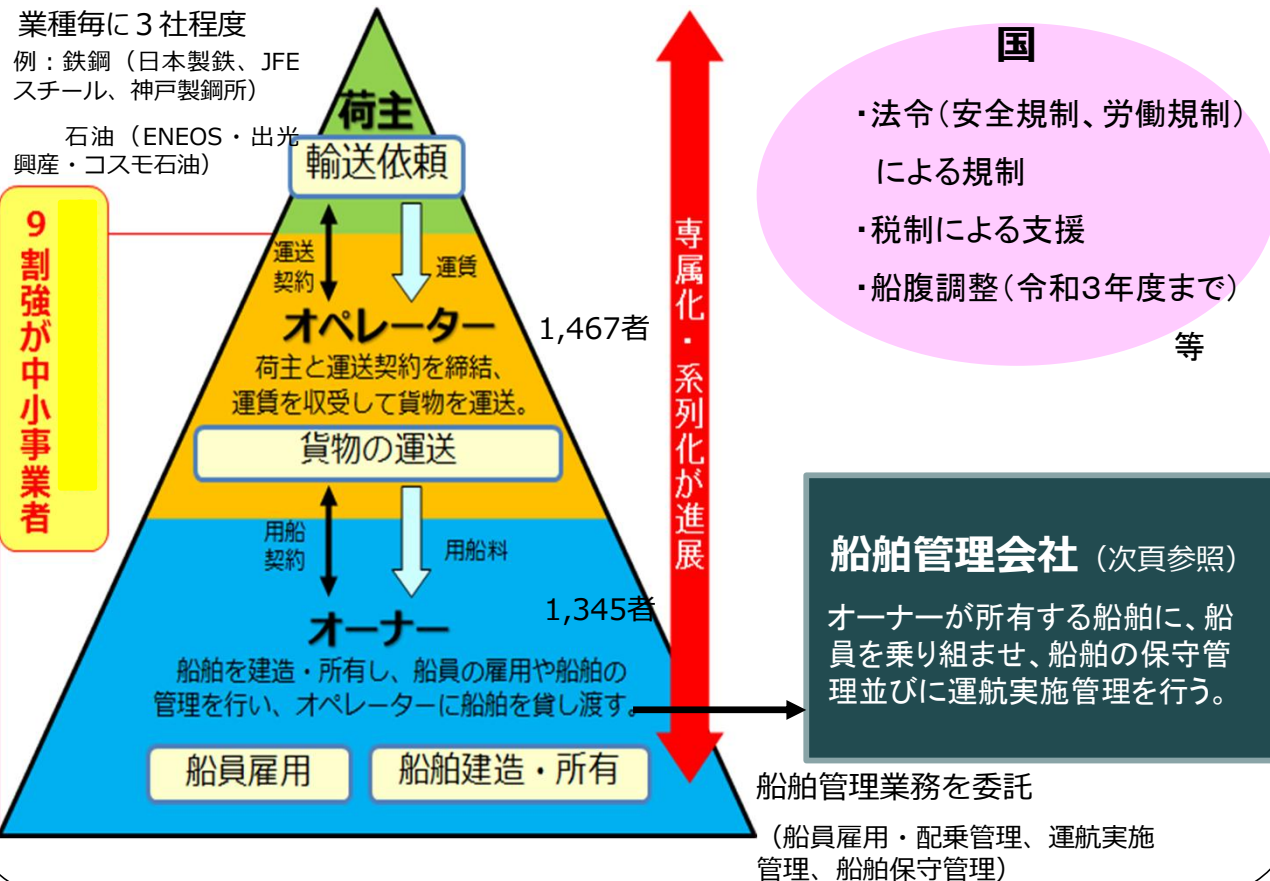 業種毎に３社程度
例：鉄鋼（日本製鉄、JFE
スチール、神戸製鋼所）
石油（ENEOS・出光
興産・コスモ石油）
9割強が中小事業者
荷主
輸送依頼
運送
契約
運賃
オペレーター
1,467者
荷主と運送契約を締結、
運賃を収受して貨物を運送。
貨物の運送
用船
契約
用船料
オーナー
1,345者
船舶を建造・所有し、船員の雇用や船舶の
管理を行い、オペレーターに船舶を貸し渡す。
船員雇用
船舶建造・所有
専属化・系列化が進展
国
・法令（安全規制、労働規制）
による規制
・税制による支援
・船腹調整（令和３年度まで）
等
船舶管理会社（次頁参照）
オーナーが所有する船舶に、船
員を乗り組ませ、船舶の保守管
理並びに運航実施管理を行う。
船舶管理業務を委託
（船員雇用・配乗管理、運航実施
管理、船舶保守管理）